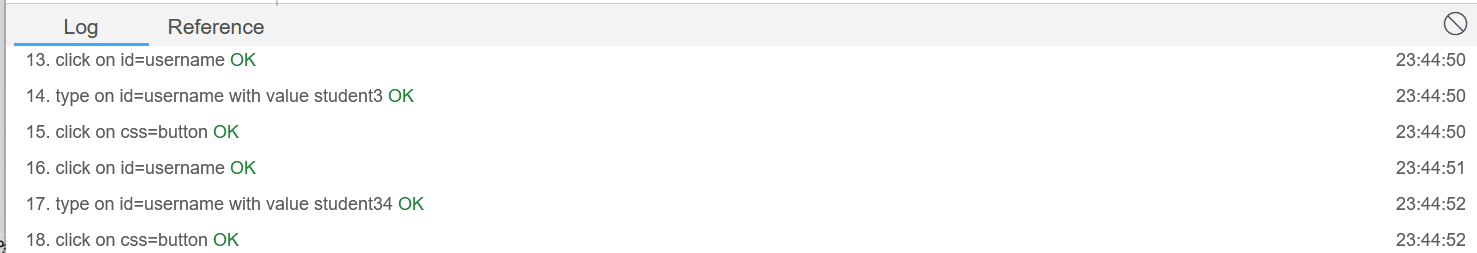 Log Reference
13. click on id=username OK 23:44:50
14. type on id=username with value student3 OK 23:44:50
15. click on css=button OK 23:44:50
16. click on id=username OK 23:44:51
17. type on id=username with value student34 OK 23:44:52
18. click on css=button OK 23:44:52